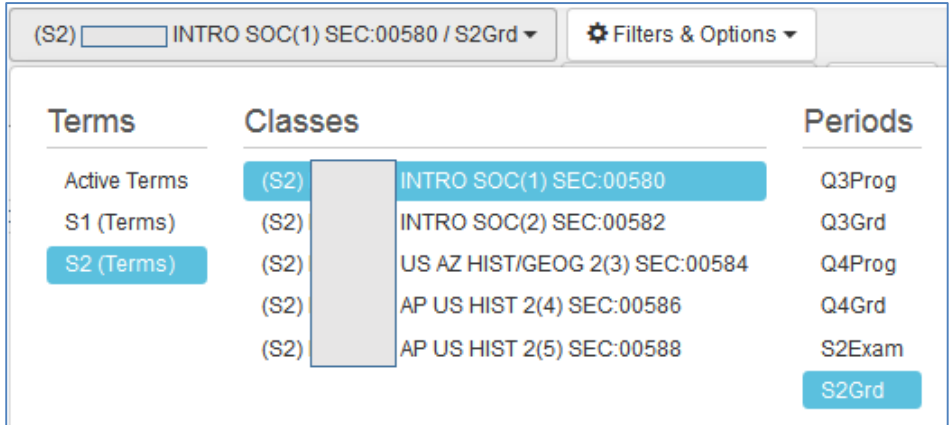 (S2) INTRO SOC(1) SEC:00580 / S2Grd Filters & Options
Terms Classes Periods
Active Terms (S2) INTRO SOC(1) SEC:00580 Q3Prog
S1 (Terms) (S2) INTRO SOC(2) SEC:00582 Q3Grd
S2 (Terms) (S2) US AZ HIST/GEOG 2(3) SEC:00584 Q4Prog
(S2) AP US HIST 2(4) SEC:00586 Q4Grd
(S2) AP US HIST 2(5) SEC:00588 S2Exam
S2Grd